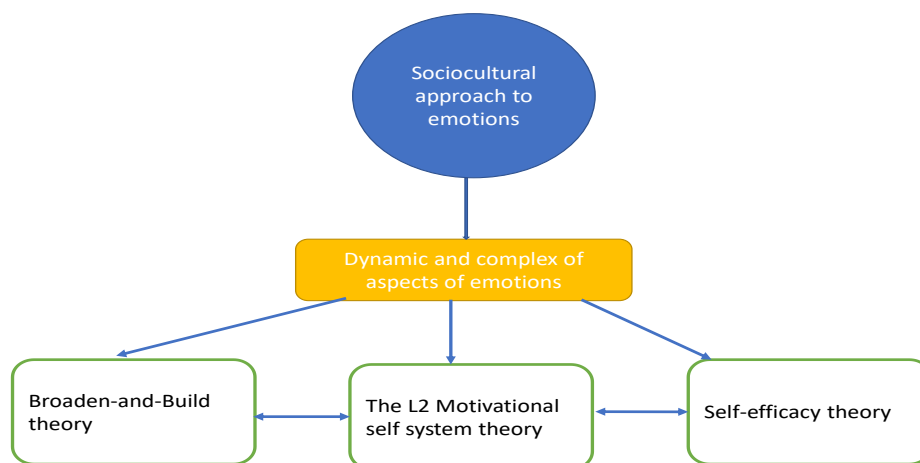 Sociocultural
approach to
emotions
Dynamic and complex of
aspects of emotions
Broaden-and-Build
theory
The L2 Motivational
self system theory
Self-efficacy theory